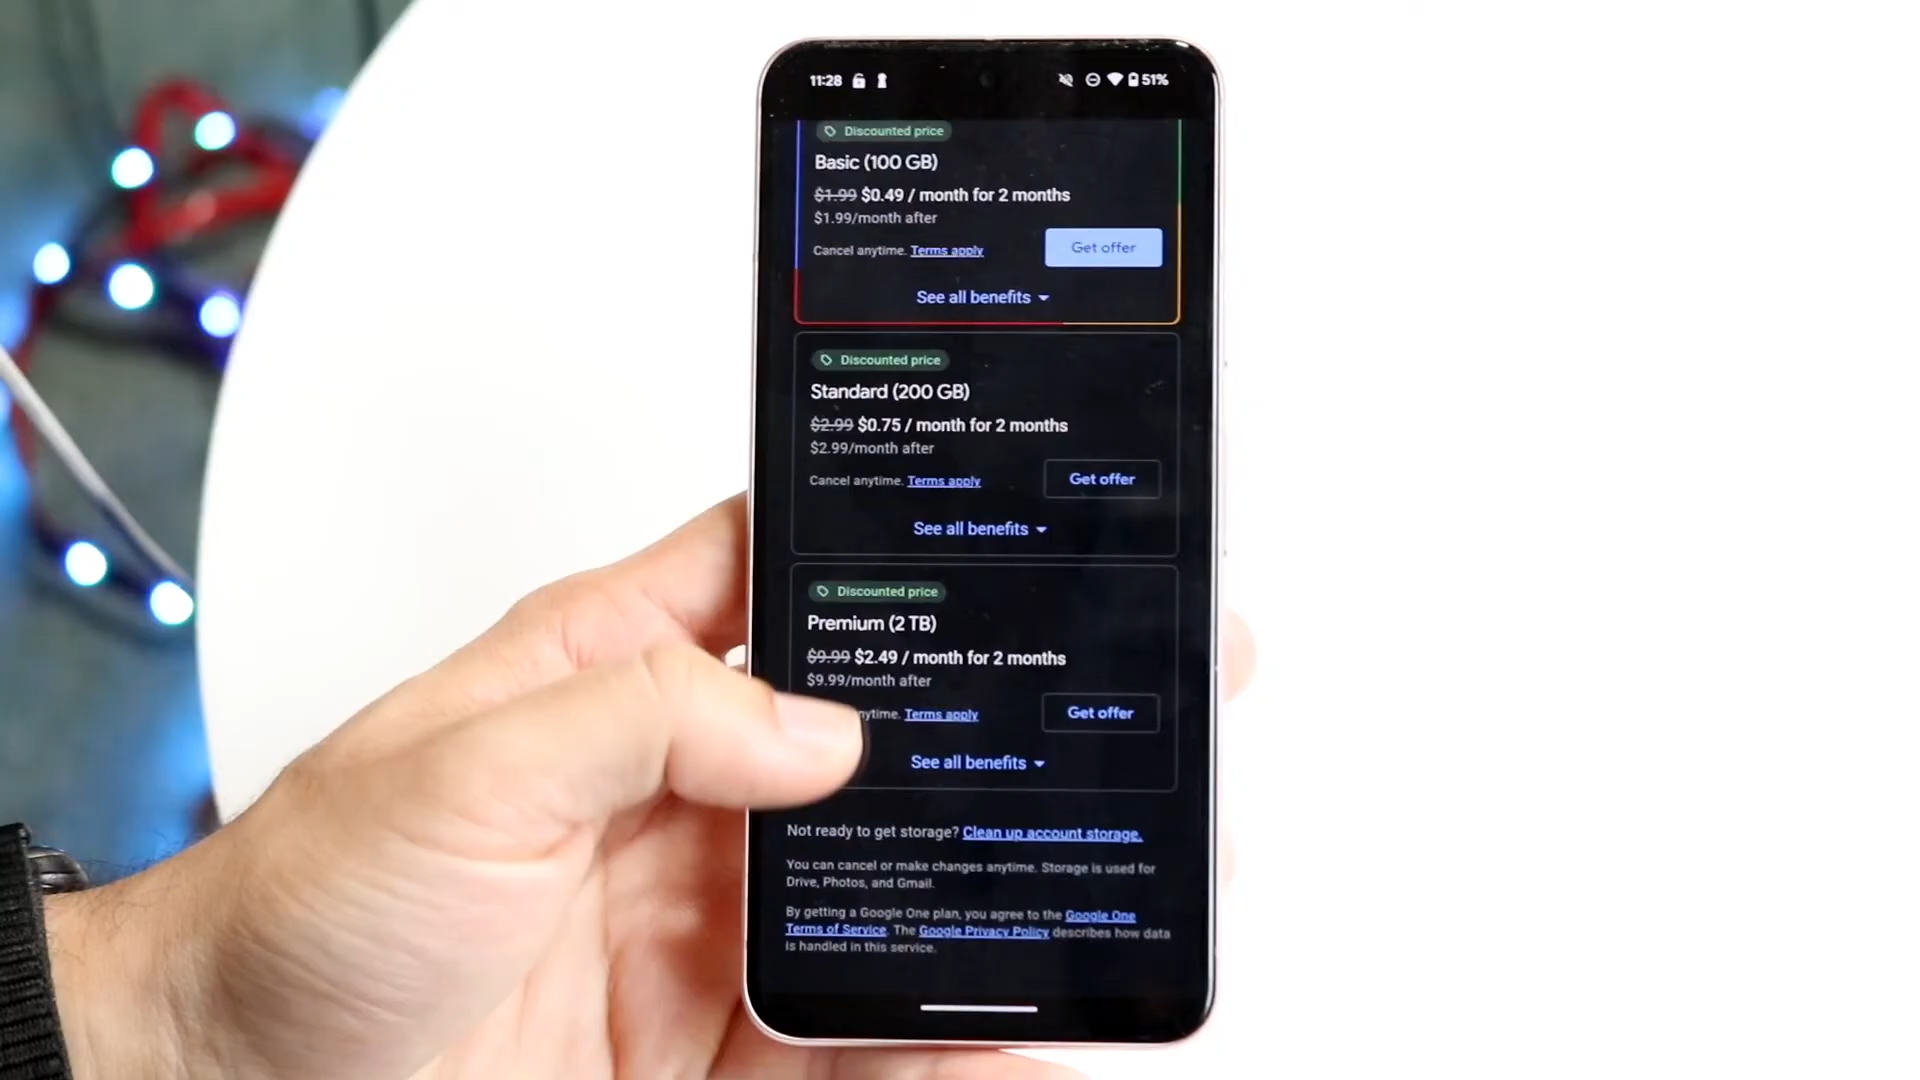 11:28
51%
Discounted price
Basic (100 GB)
$1.99 $0.49 / month for 2 months
$1.99/month after
Cancel anytime. Terms apply
Get offer
See all benefits
Discounted price
Standard (200 GB)
$2.99 $0.75 / month for 2 months
$2.99/month after
Cancel anytime. Terms apply
Get offer
See all benefits
Discounted price
Premium (2 TB)
$9.99 $2.49 / month for 2 months
$9.99/month after
nytime. Terms apply
Get offer
See all benefits
Not ready to get storage? Clean up account storage.
You can cancel or make changes anytime. Storage is used for
Drive, Photos, and Gmail.
By getting a Google One plan, you agree to the Google One
Terms of Service. The Google Privacy Policy describes how data
is handled in this service.